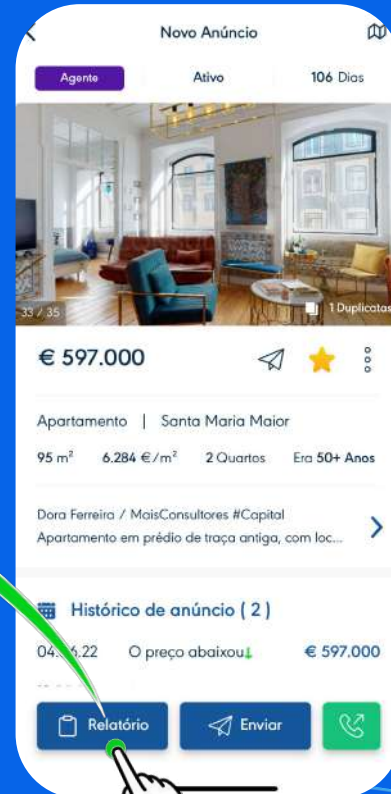 Novo Anúncio
Agente Ativo 106 Dias
33 / 35 1 Duplicatas
€ 597.000
Apartamento | Santa Maria Maior
95 m² 6.284 €/m² 2 Quartos Era 50+ Anos
Dora Ferreira / MaisConsultores #Capital
Apartamento em prédio de traça antiga, com loc...
Histórico de anúncio ( 2 )
O preço abaixou↓ € 597.000
Relatório Enviar